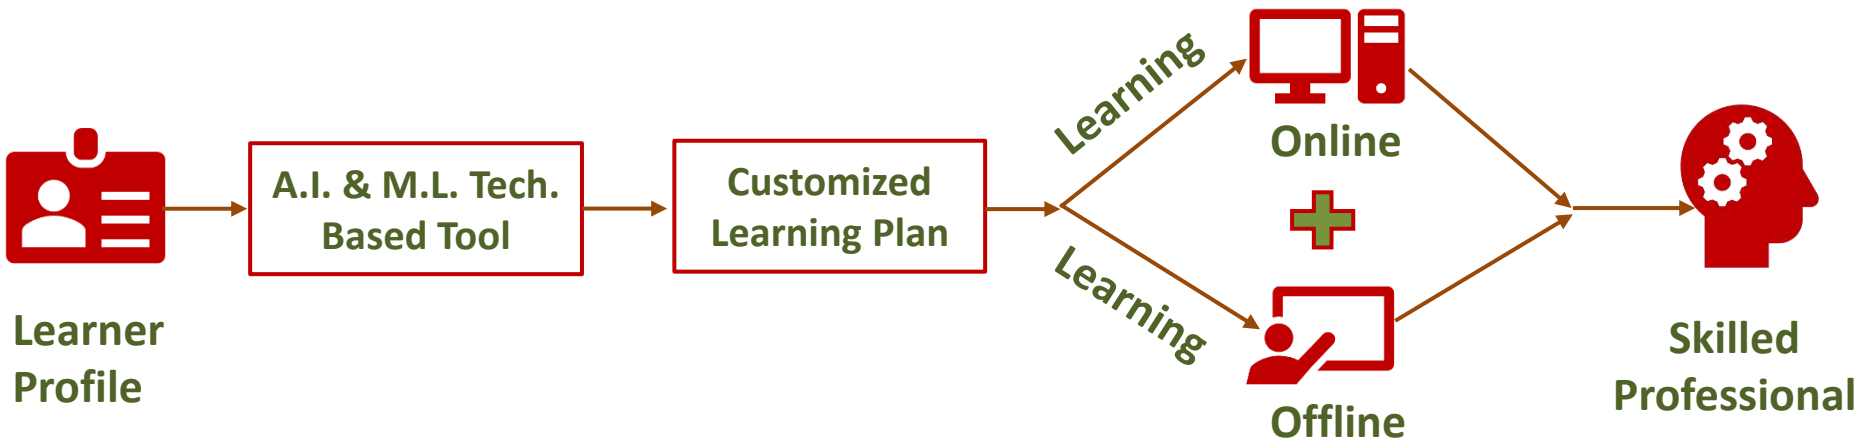 Learner
Profile
A.I. & M.L. Tech.
Based Tool
Customized
Learning Plan
Learning
Learning
Online
Offline
Skilled
Professional